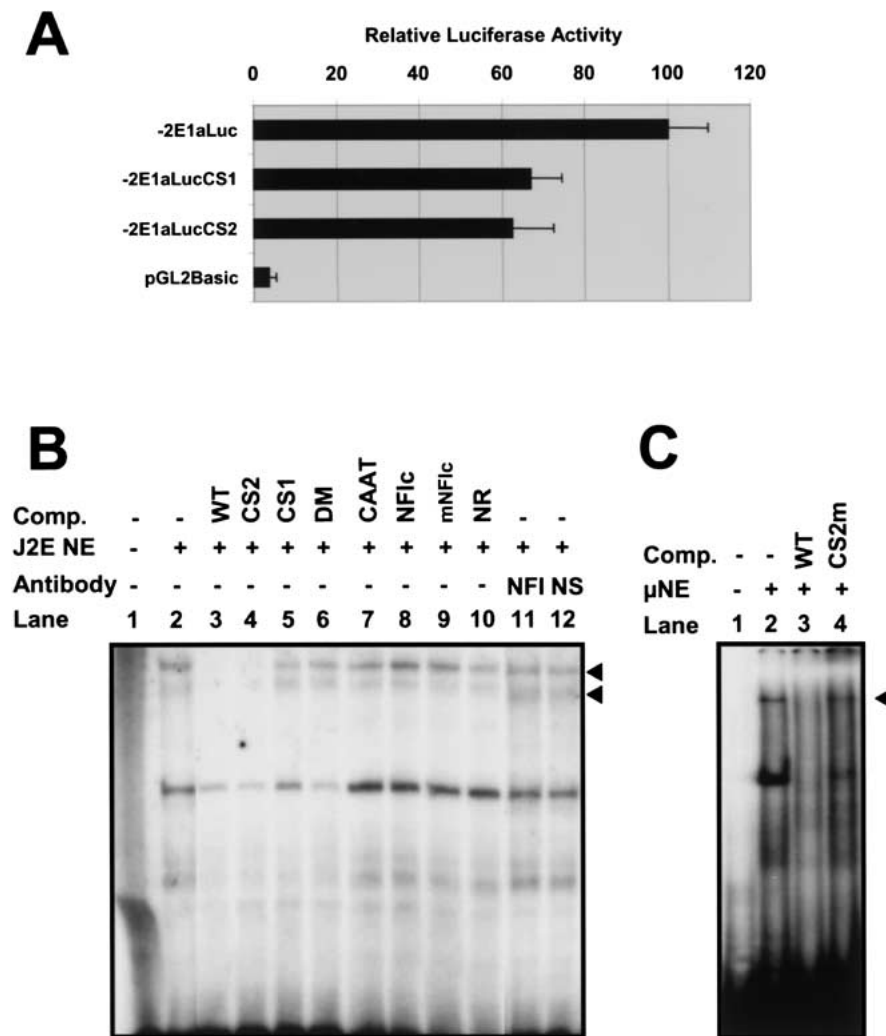 A
Relative Luciferase Activity
0 20 40 60 80 100 120
-2E1aLuc
-2E1aLucCS1
-2E1aLucCS2
pGL2Basic
B
Comp. - - WT CS2 CS1 DM CAAT NFIc mNFIc NR - -
J2E NE - + + + + + + + + + + +
Antibody - - - - - - - - - - NFI NS
Lane 1 2 3 4 5 6 7 8 9 10 11 12
C
Comp. - - WT CS2m
µNE - + + +
Lane 1 2 3 4